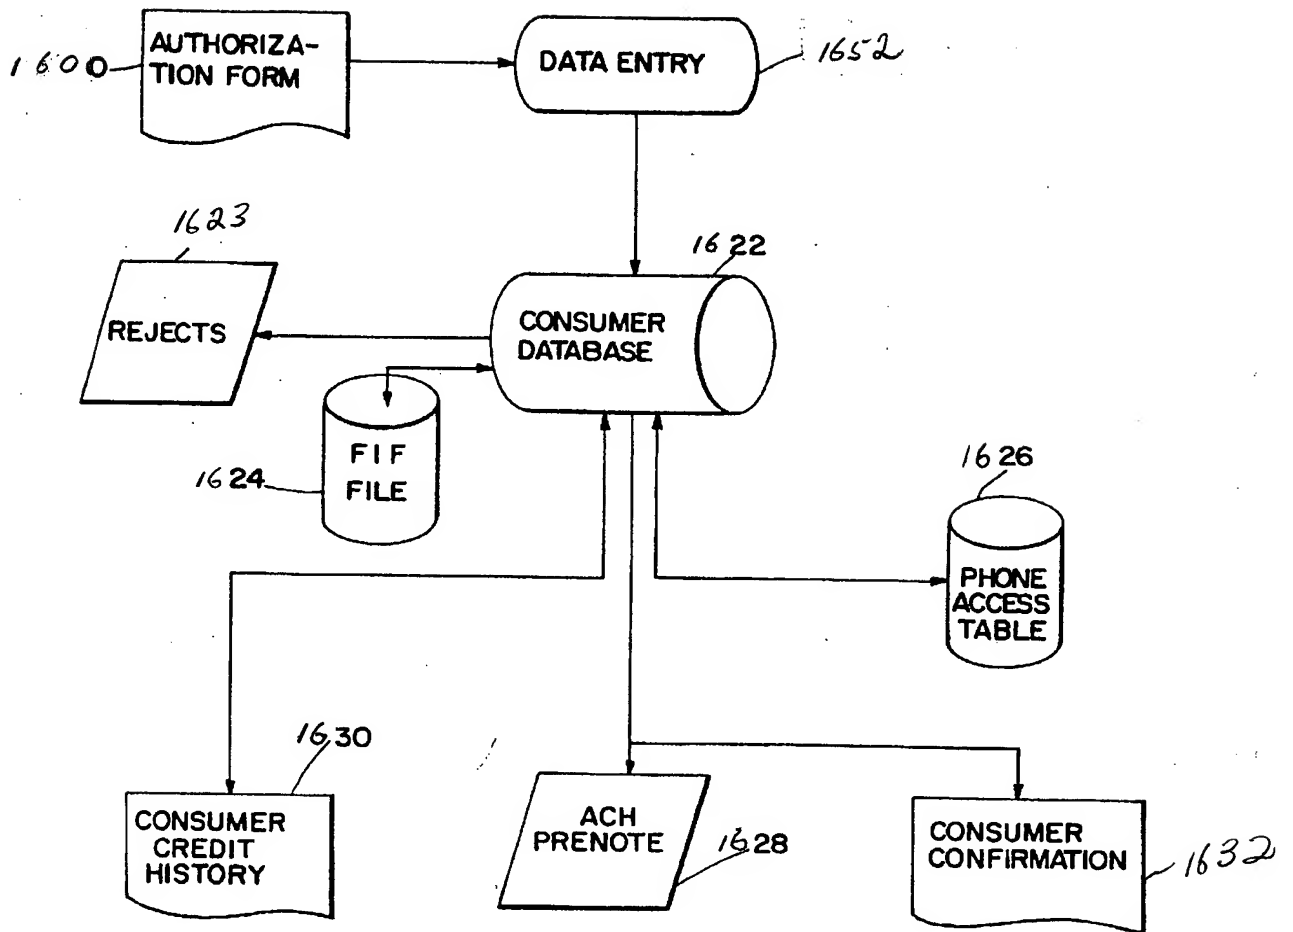 1600
AUTHORIZA-
TION FORM
DATA ENTRY
1652
1623
REJECTS
1622
CONSUMER
DATABASE
FIF
FILE
1624
1626
PHONE
ACCESS
TABLE
1630
CONSUMER
CREDIT
HISTORY
ACH
PRENOTE
1628
CONSUMER
CONFIRMATION
1632